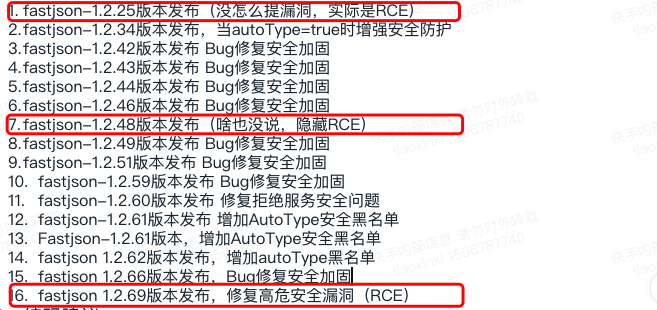 1. fastjson-1.2.25版本发布（没怎么提漏洞，实际是RCE）
2.fastjson-1.2.34版本发布，当autoType=true时增强安全防护
3.fastjson-1.2.42版本发布 Bug修复安全加固
4.fastjson-1.2.43版本发布 Bug修复安全加固
5.fastjson-1.2.44版本发布 Bug修复安全加固
6.fastjson-1.2.46版本发布 Bug修复安全加固
7.fastjson-1.2.48版本发布（啥也没说，隐藏RCE）
8.fastjson-1.2.49版本发布 Bug修复安全加固
9.fastjson-1.2.51版本发布 Bug修复安全加固
10. fastjson-1.2.59版本发布 Bug修复安全加固
11. fastjson-1.2.60版本发布 修复拒绝服务安全问题
12. fastjson-1.2.61版本发布 增加AutoType安全黑名单
13. Fastjson-1.2.61版本，增加AutoType安全黑名单
14. fastjson 1.2.62版本发布，增加autoType黑名单
15. fastjson 1.2.66版本发布，Bug修复安全加固
16. fastjson 1.2.69版本发布，修复高危安全漏洞（RCE）
快手内部信息 请勿对外转载
liaoxinxi 1596787740